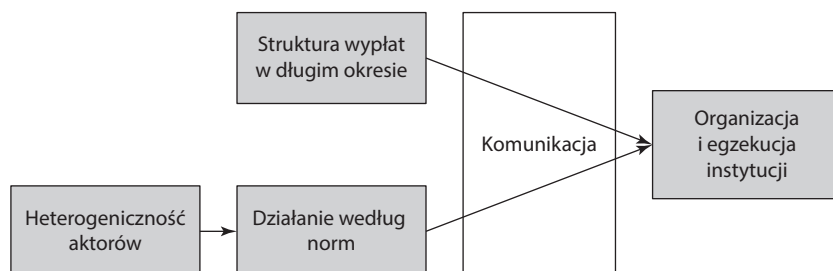 Struktura wypłat
w długim okresie
Komunikacja
Organizacja
i egzekucja
instytucji
Heterogeniczność
aktorów
Działanie według
norm